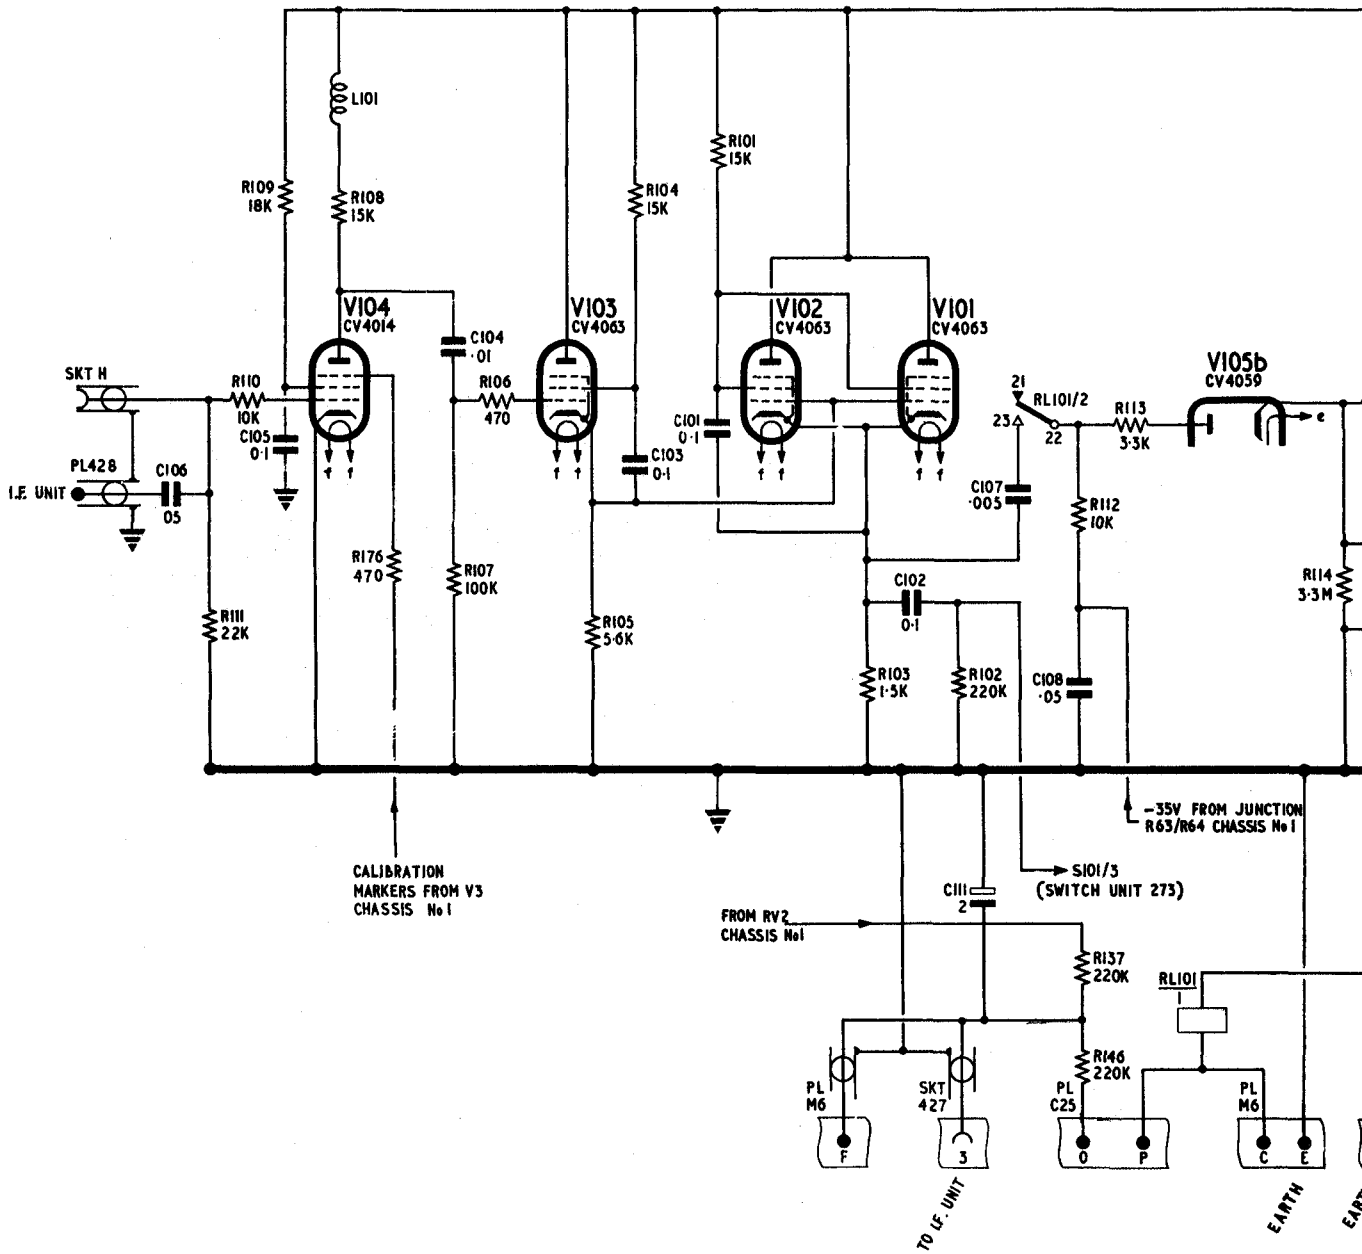 L101
R109
18K
R108
15K
R104
15K
R101
15K
V104
CV4014
V103
CV4063
V102
CV4063
V101
CV4063
V105b
CV4059
SKT H
R110
10K
C105
0·1
C104
·01
R106
470
C103
0·1
C101
0·1
21
RL101/2
23
22
R113
3·3K
e
f f
f f
f f
f f
PL428
C106
I.F. UNIT
05
C107
·005
R112
10K
R176
470
R107
100K
R114
3·3M
C102
0·1
R111
22K
R105
5·6K
R103
1·5K
R102
220K
C108
·05
-35V FROM JUNCTION
R63/R64 CHASSIS No1
CALIBRATION
MARKERS FROM V3
CHASSIS No1
S101/3
(SWITCH UNIT 273)
C111
2
FROM RV2
CHASSIS No1
R137
220K
RL101
1
R146
220K
PL
M6
SKT
427
PL
C25
PL
M6
F
3
O
P
C
E
TO I.F. UNIT
EARTH